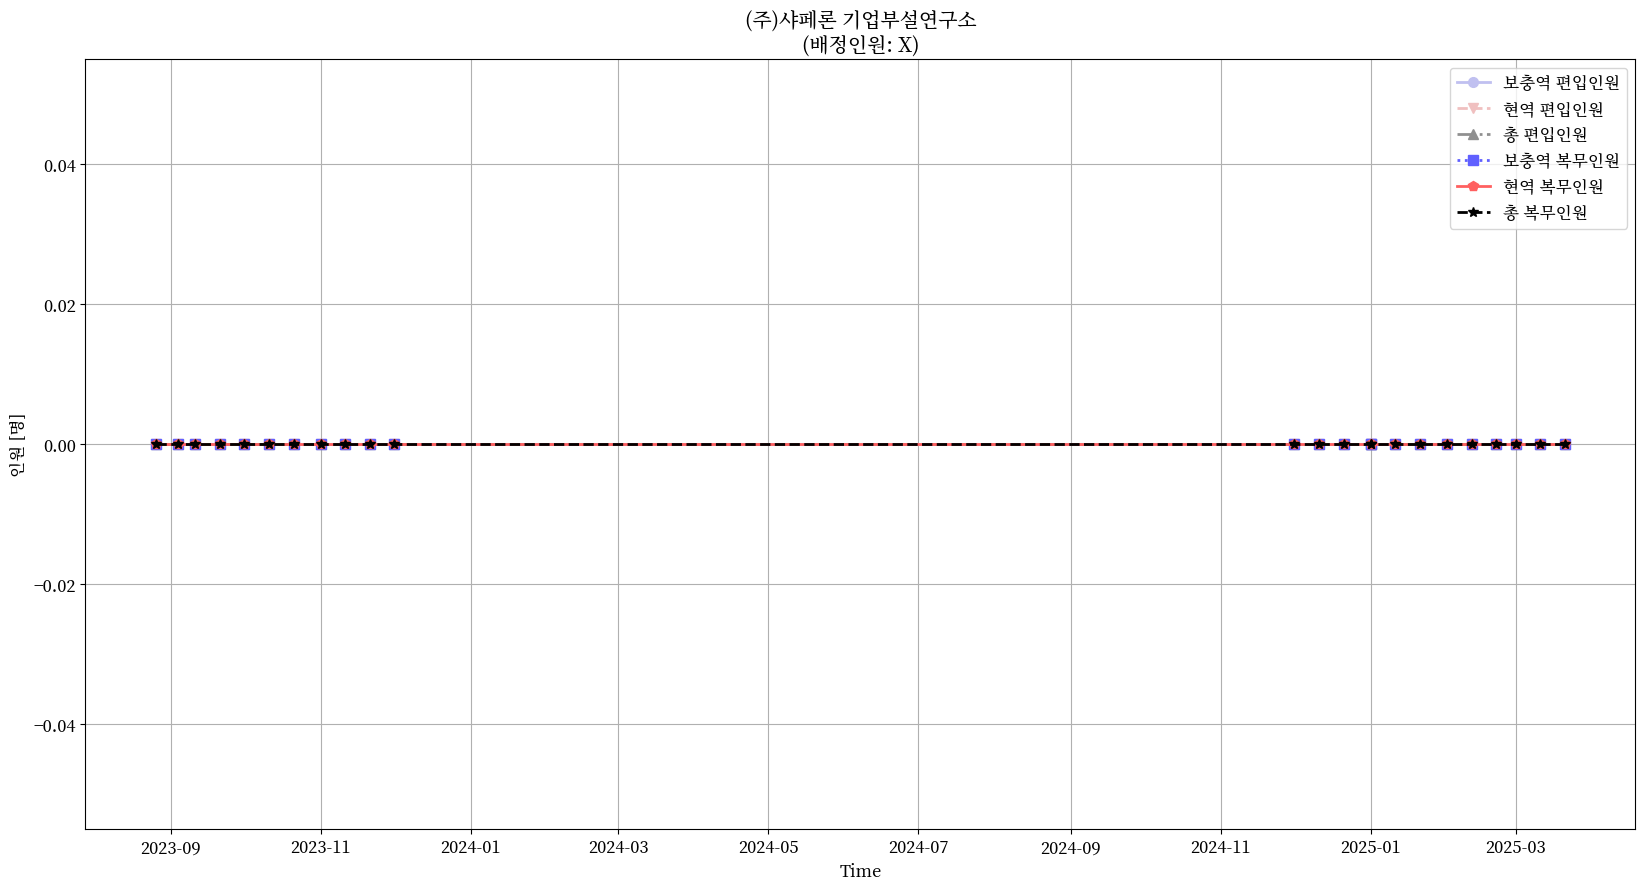 (주)샤페론 기업부설연구소
(배정인원: X)
보충역 편입인원
현역 편입인원
총 편입인원
보충역 복무인원
현역 복무인원
총 복무인원
인원 [명]
0.04
0.02
0.00
−0.02
−0.04
2023-09
2023-11
2024-01
2024-03
2024-05
2024-07
2024-09
2024-11
2025-01
2025-03
Time